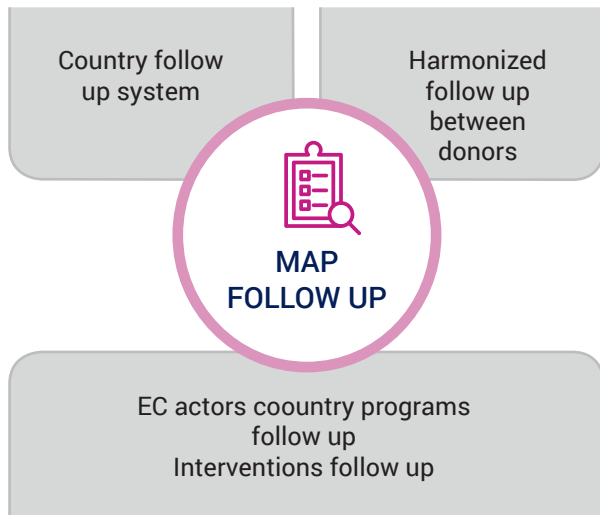 Country follow
up system
Harmonized
follow up
between
donors
MAP
FOLLOW UP
EC actors coountry programs
follow up
Interventions follow up